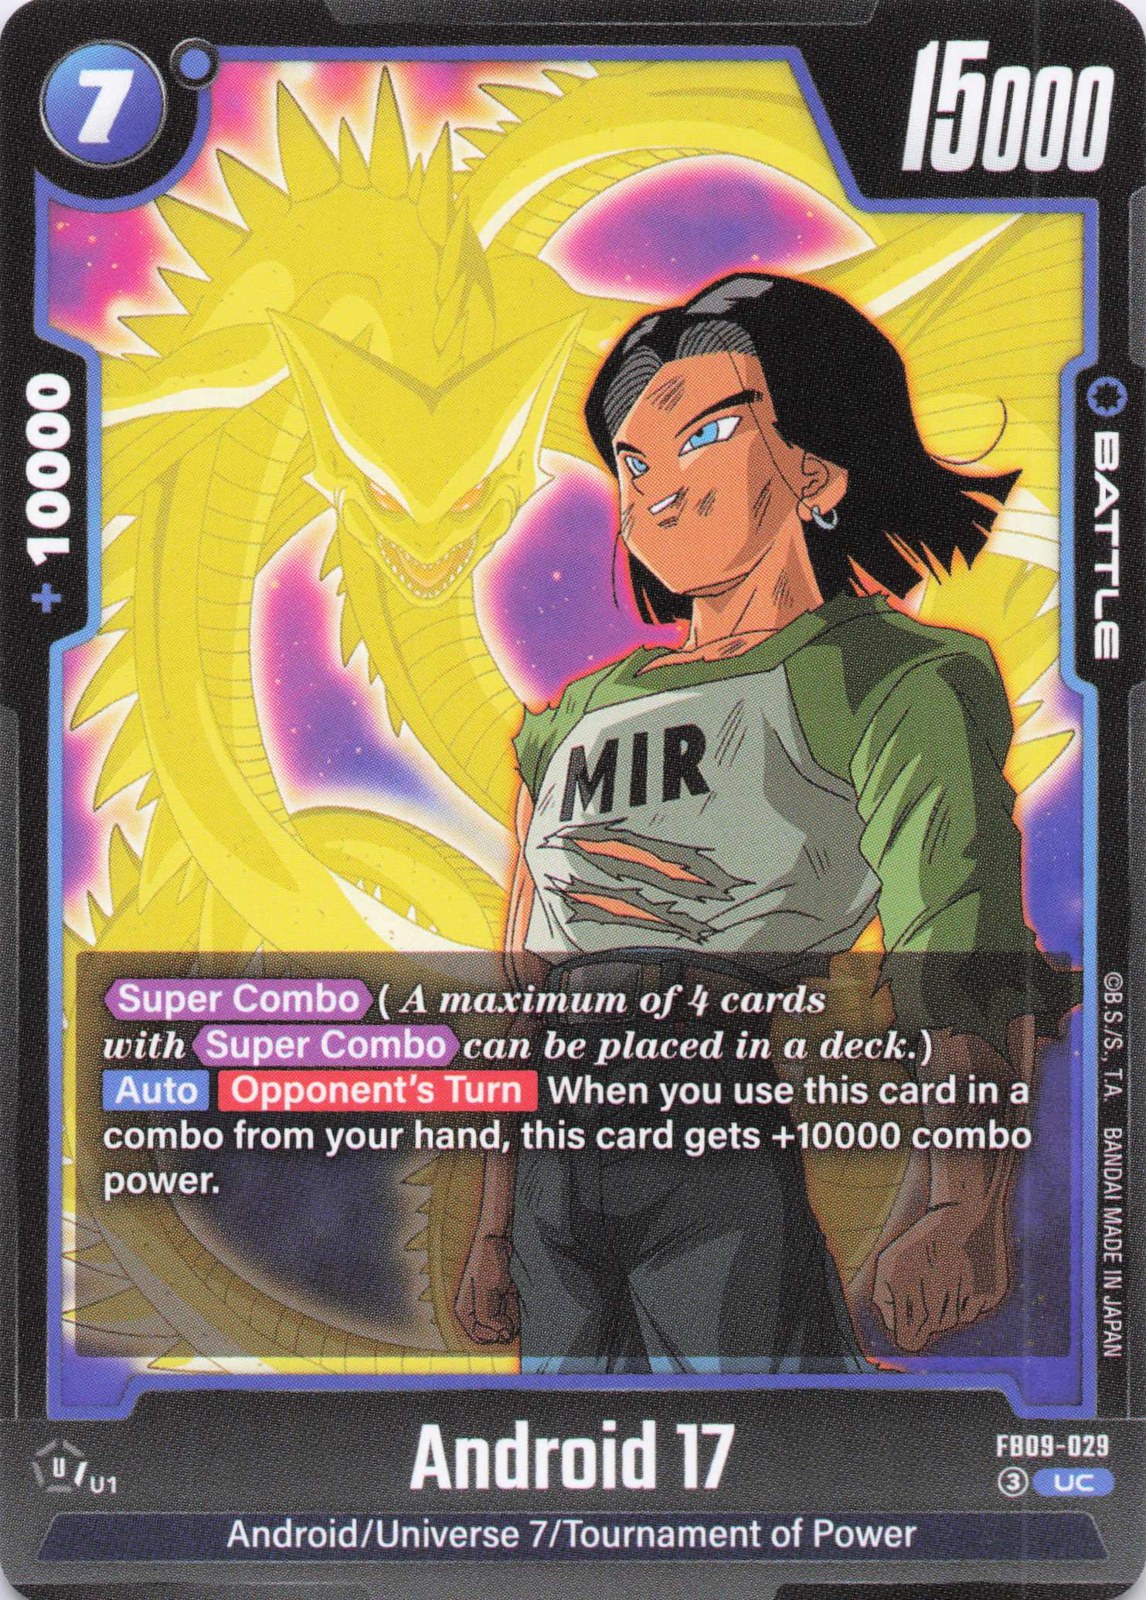 7
15000
+10000
BATTLE
MIR
Super Combo (A maximum of 4 cards
with Super Combo can be placed in a deck.)
Auto Opponent's Turn When you use this card in a
combo from your hand, this card gets +10000 combo
power.
©B.S./S., T.A. BANDAI MADE IN JAPAN
U
U1
Android 17
FB09-029
3 UC
Android/Universe 7/Tournament of Power